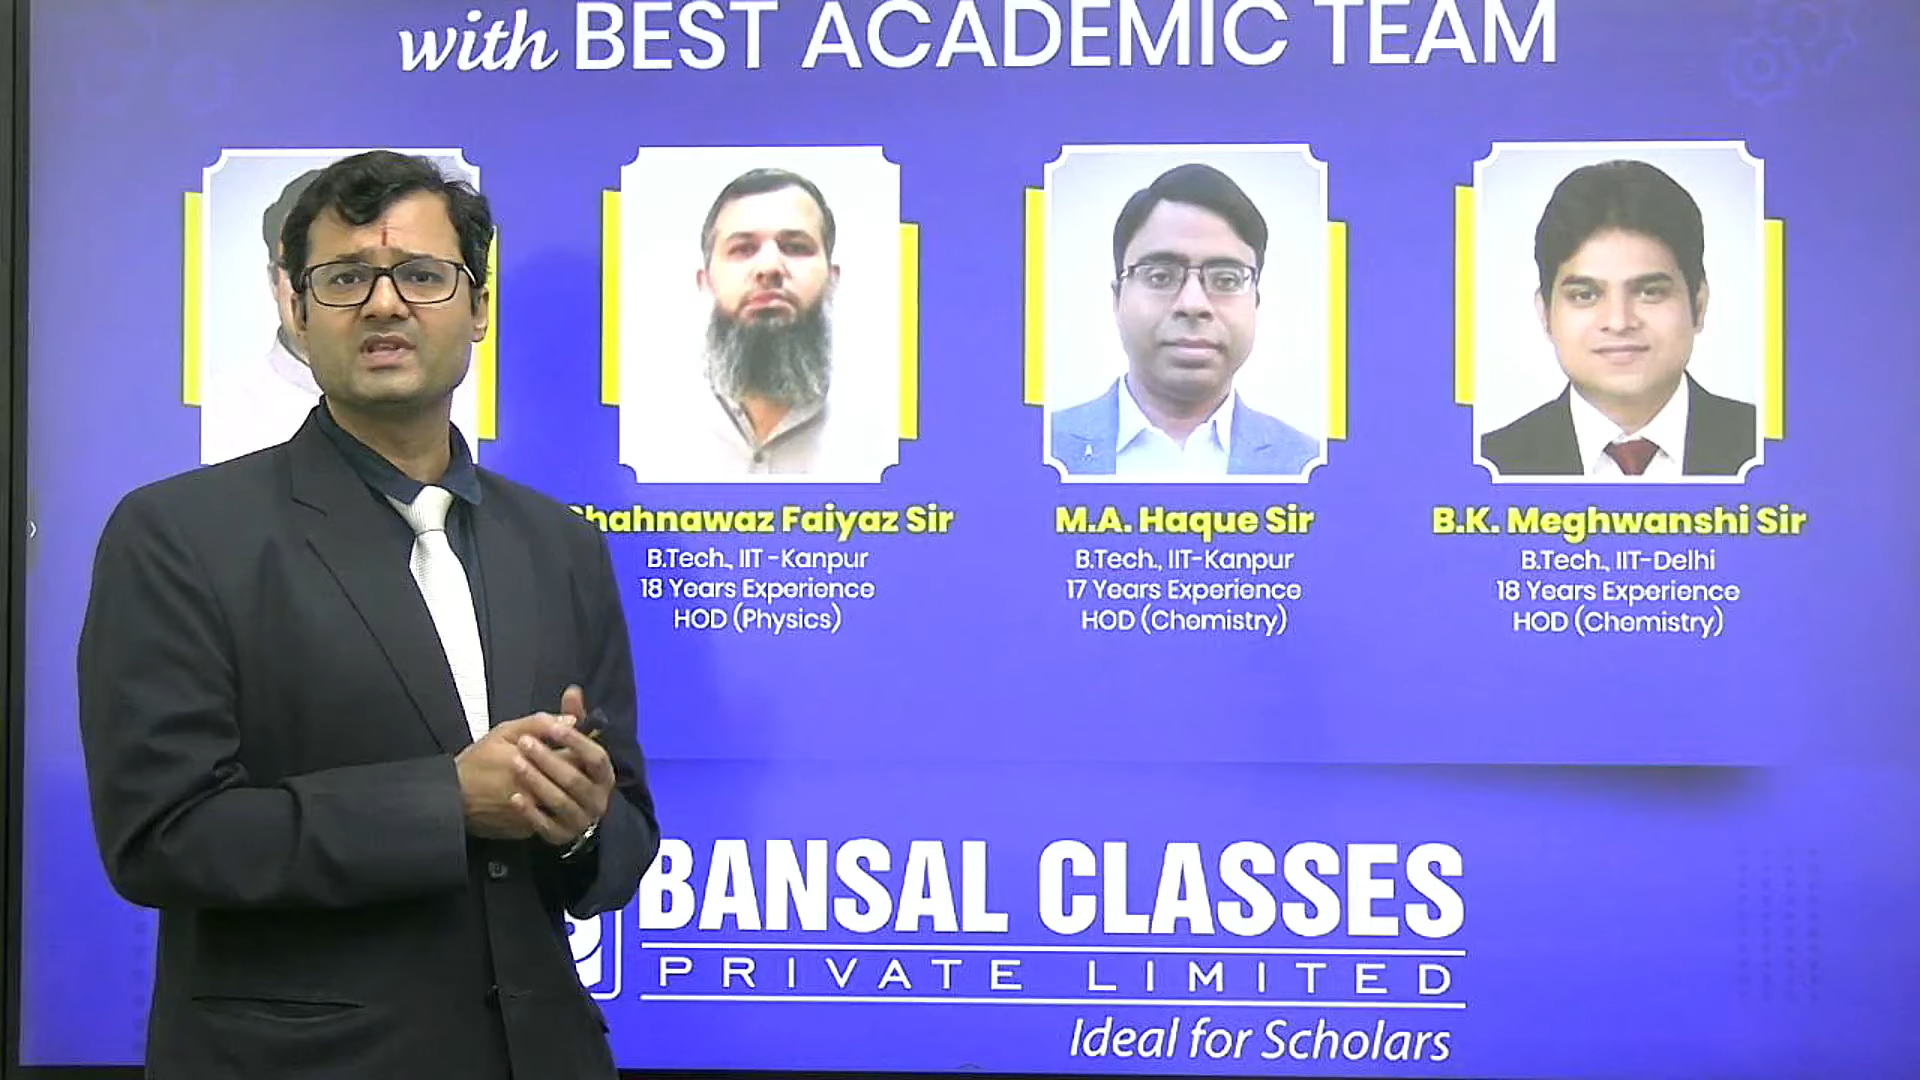 with BEST ACADEMIC TEAM
Faiyaz Sir
B.Tech., IIT-Kanpur
18 Years Experience
HOD (Physics)
M.A. Haque Sir
B.Tech., IIT-Kanpur
17 Years Experience
HOD (Chemistry)
B.K. Meghwanshi Sir
B.Tech., IIT-Delhi
18 Years Experience
HOD (Chemistry)
BANSAL CLASSES
PRIVATE LIMITED
Ideal for Scholars